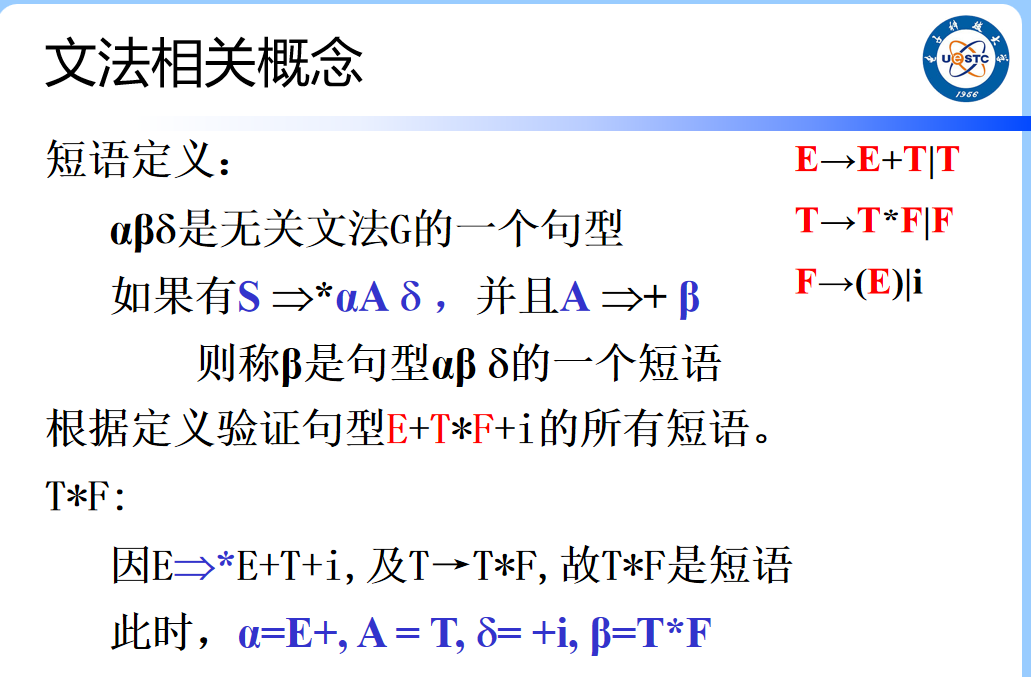 文法相关概念
UeSTC
1956
短语定义：
E→E+T|T
αβδ是无关文法G的一个句型
T→T*F|F
如果有S ⇒*αA δ ，并且A ⇒+ β
F→(E)|i
则称β是句型αβ δ的一个短语
根据定义验证句型E+T*F+i的所有短语。
T*F:
因E⇒*E+T+i,及T→T*F,故T*F是短语
此时，α=E+, A = T, δ= +i, β=T*F